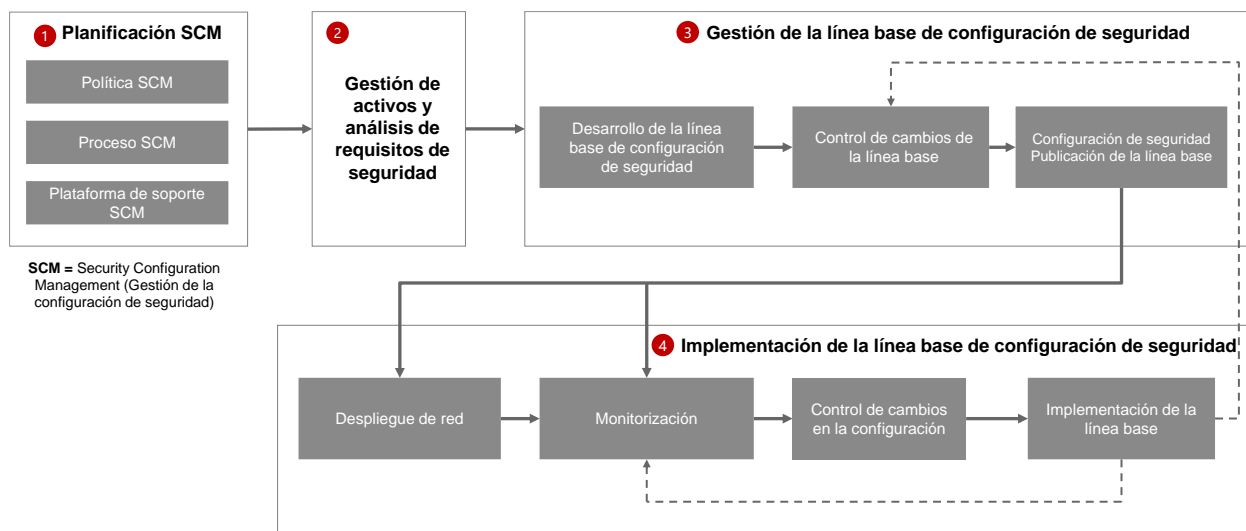 1 Planificación SCM
Política SCM
Proceso SCM
Plataforma de soporte
SCM
SCM = Security Configuration
Management (Gestión de la
configuración de seguridad)
2
Gestión de
activos y
análisis de
requisitos de
seguridad
3 Gestión de la línea base de configuración de seguridad
Desarrollo de la línea
base de configuración
de seguridad
Control de cambios de
la línea base
Configuración de seguridad
Publicación de la línea base
4 Implementación de la línea base de configuración de seguridad
Despliegue de red
Monitorización
Control de cambios
en la configuración
Implementación de la
línea base